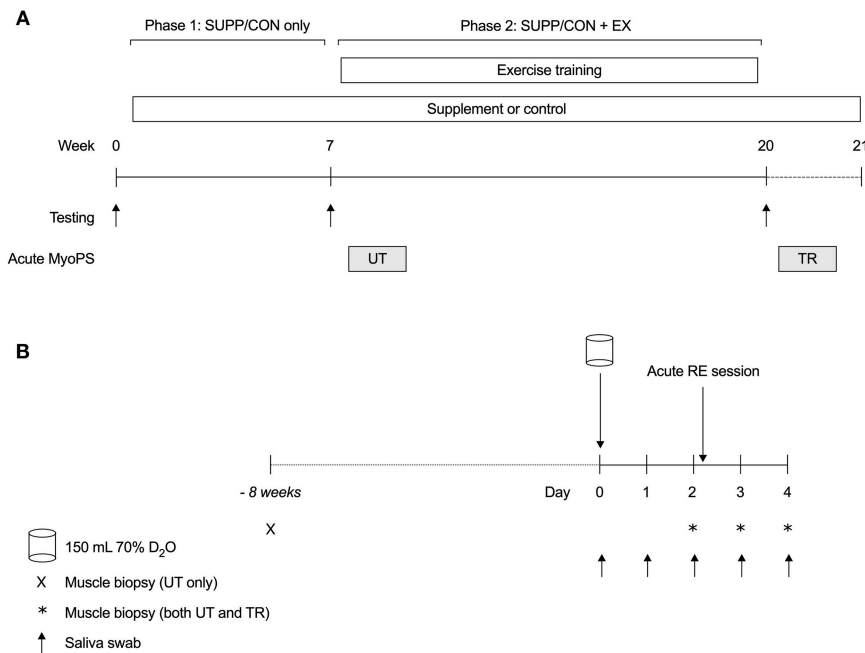 A
Phase 1: SUPP/CON only
Phase 2: SUPP/CON + EX
Exercise training
Supplement or control
Week 0 7 20 21
Testing
Acute MyoPS UT TR
B
Acute RE session
- 8 weeks Day 0 1 2 3 4
X * * *
150 mL 70% D₂O
X Muscle biopsy (UT only)
* Muscle biopsy (both UT and TR)
Saliva swab